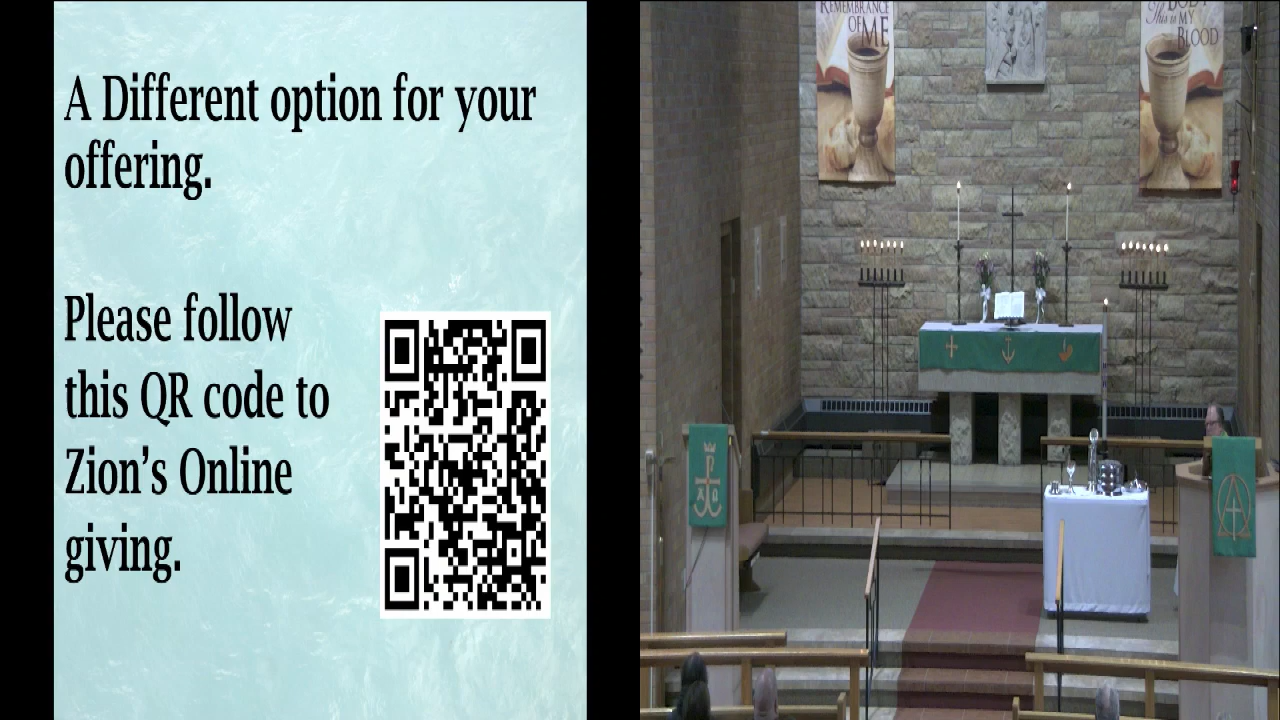 A Different option for your
offering.
Please follow
this QR code to
Zion's Online
giving.
REMEMBRANCE
OF ME
BODY
This is MY
BLOOD